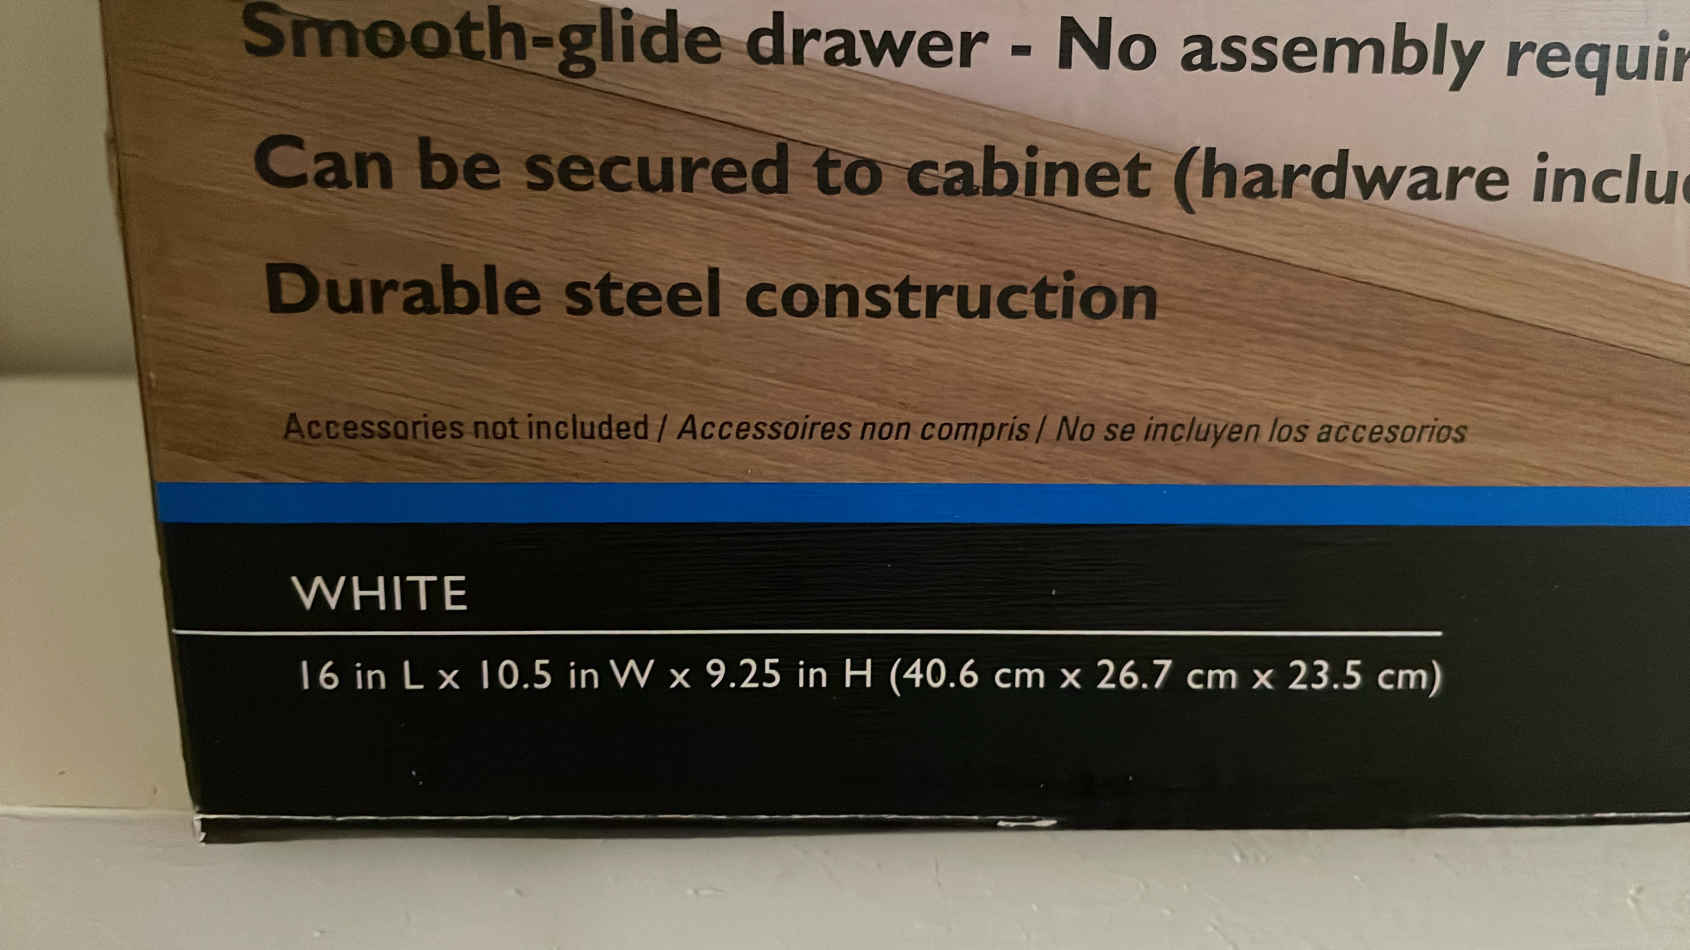 Smooth-glide drawer - No assembly requir
Can be secured to cabinet (hardware includ
Durable steel construction
Accessories not included / Accessoires non compris / No se incluyen los accesorios
WHITE
16 in L x 10.5 in W x 9.25 in H (40.6 cm x 26.7 cm x 23.5 cm)